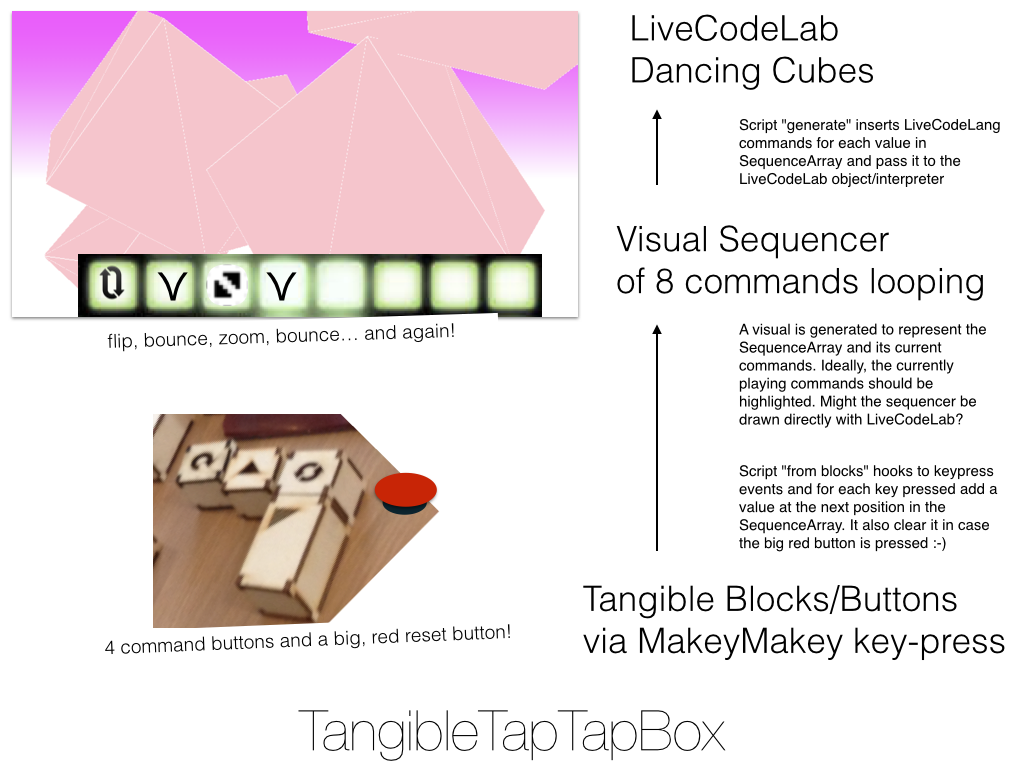 LiveCodeLab
Dancing Cubes
Script "generate" inserts LiveCodeLang
commands for each value in
SequenceArray and pass it to the
LiveCodeLab object/interpreter
Visual Sequencer
of 8 commands looping
flip, bounce, zoom, bounce… and again!
A visual is generated to represent the
SequenceArray and its current
commands. Ideally, the currently
playing commands should be
highlighted. Might the sequencer be
drawn directly with LiveCodeLab?
Script "from blocks" hooks to keypress
events and for each key pressed add a
value at the next position in the
SequenceArray. It also clear it in case
the big red button is pressed :-)
Tangible Blocks/Buttons
via MakeyMakey key-press
4 command buttons and a big, red reset button!
TangibleTapTapBox